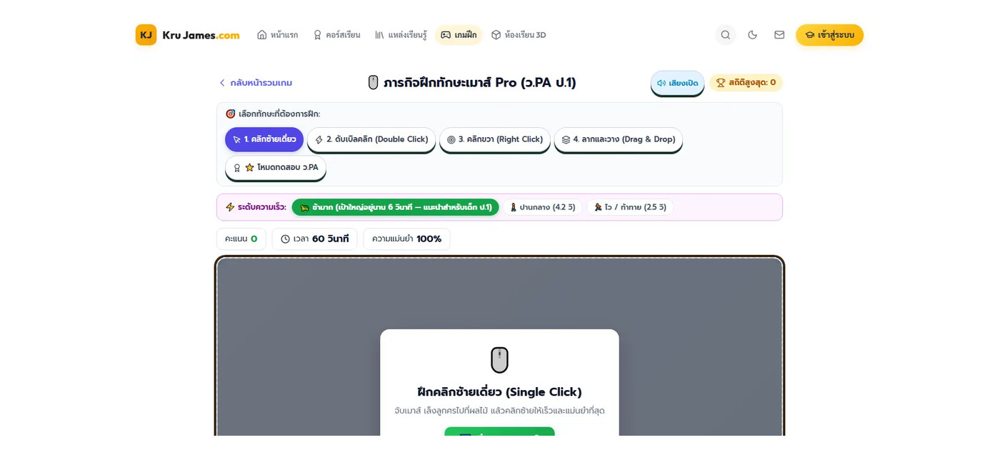 KJ Kru James.com หน้าแรก คอร์สเรียน แหล่งเรียนรู้ เกมฝึก ห้องเรียน 3D เข้าสู่ระบบ
กลับหน้ารวมเกม ภารกิจฝึกทักษะเมาส์ Pro (ว.PA ป.1) เสียงเปิด สถิติสูงสุด: 0
เลือกทักษะที่ต้องการฝึก:
1. คลิกซ้ายเดี่ยว 2. ดับเบิลคลิก (Double Click) 3. คลิกขวา (Right Click) 4. ลากและวาง (Drag & Drop)
โหมดทดสอบ ว.PA
ระดับความเร็ว: ช้ามาก (เป้าใหญ่อยู่นาน 6 วินาที — แนะนำสำหรับเด็ก ป.1) ปานกลาง (4.2 วิ) ไว / ท้าทาย (2.5 วิ)
คะแนน 0 เวลา 60 วินาที ความแม่นยำ 100%
ฝึกคลิกซ้ายเดี่ยว (Single Click)
จับเมาส์ เล็งลูกศรไปที่ผลไม้ แล้วคลิกซ้ายให้เร็วและแม่นยำที่สุด